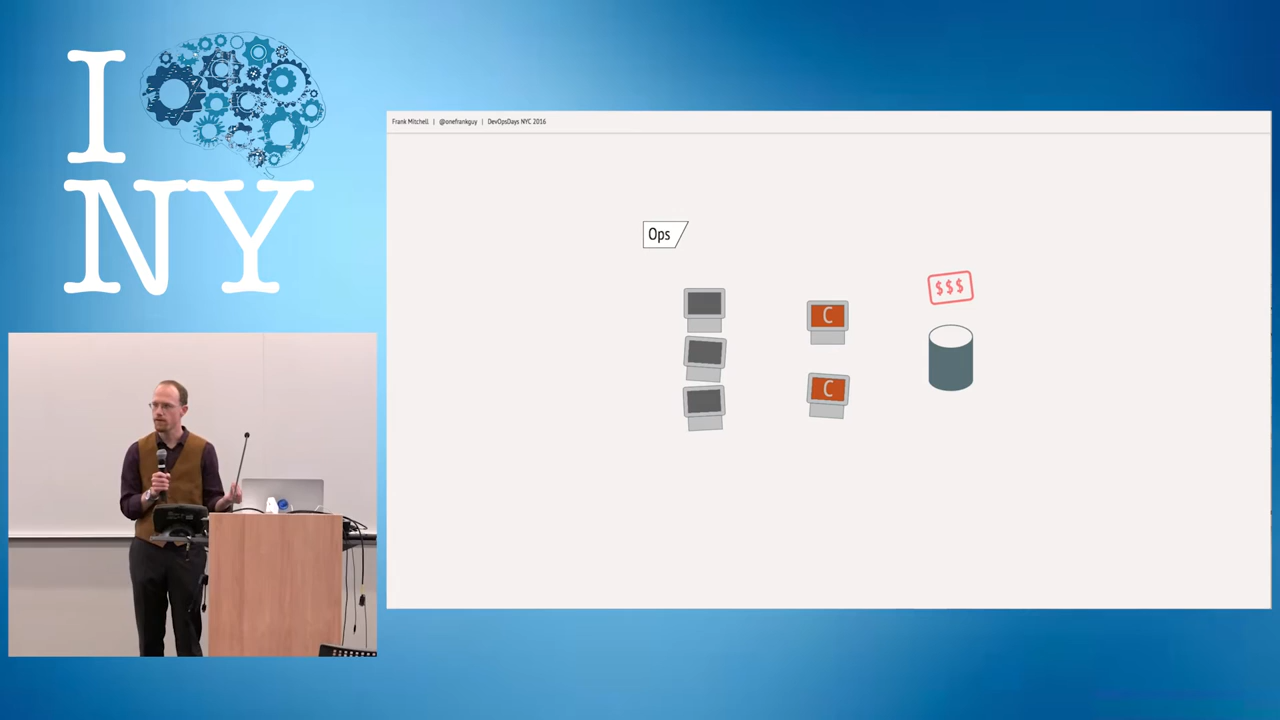 I
NY
Frank Mitchell | @onefrankguy | DevOpsDays NYC 2016
Ops
$$$
C
C